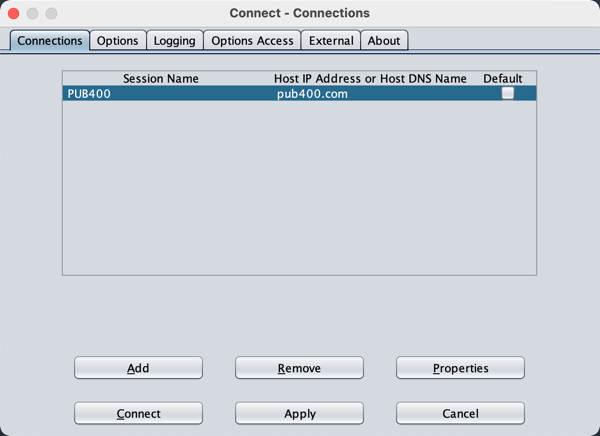 Connect - Connections
Connections Options Logging Options Access External About
Session Name Host IP Address or Host DNS Name Default
PUB400 pub400.com
Add Remove Properties
Connect Apply Cancel